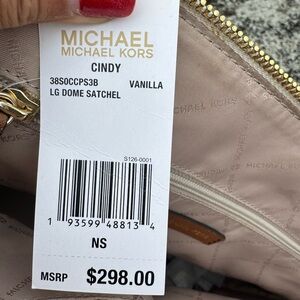 MICHAEL
MICHAEL KORS
CINDY
38S0CCPS3B VANILLA
LG DOME SATCHEL
S126-0001
1 93599 48813 4
NS
MSRP $298.00